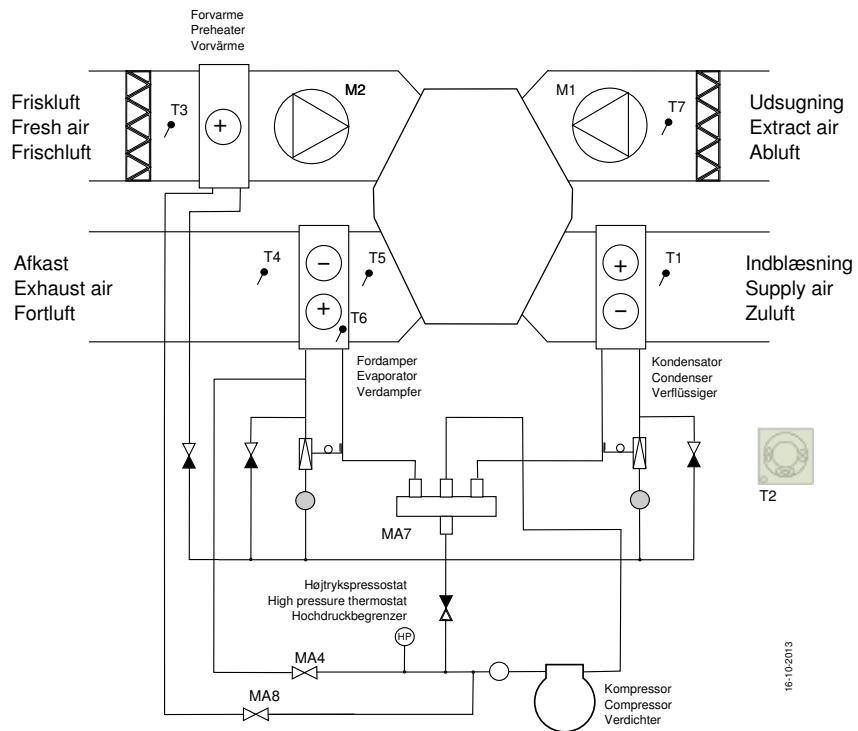 Forvarme
Preheater
Vorvärme
Friskluft
Fresh air
Frischluft
T3
+
M2
M1
T7
Udsugning
Extract air
Abluft
Afkast
Exhaust air
Fortluft
T4
−
+
T5
T6
+
−
T1
Indblæsning
Supply air
Zuluft
Fordamper
Evaporator
Verdampfer
Kondensator
Condenser
Verflüssiger
T2
MA7
Højtrykspressostat
High pressure thermostat
Hochdruckbegrenzer
HP
MA4
MA8
Kompressor
Compressor
Verdichter
16-10-2013